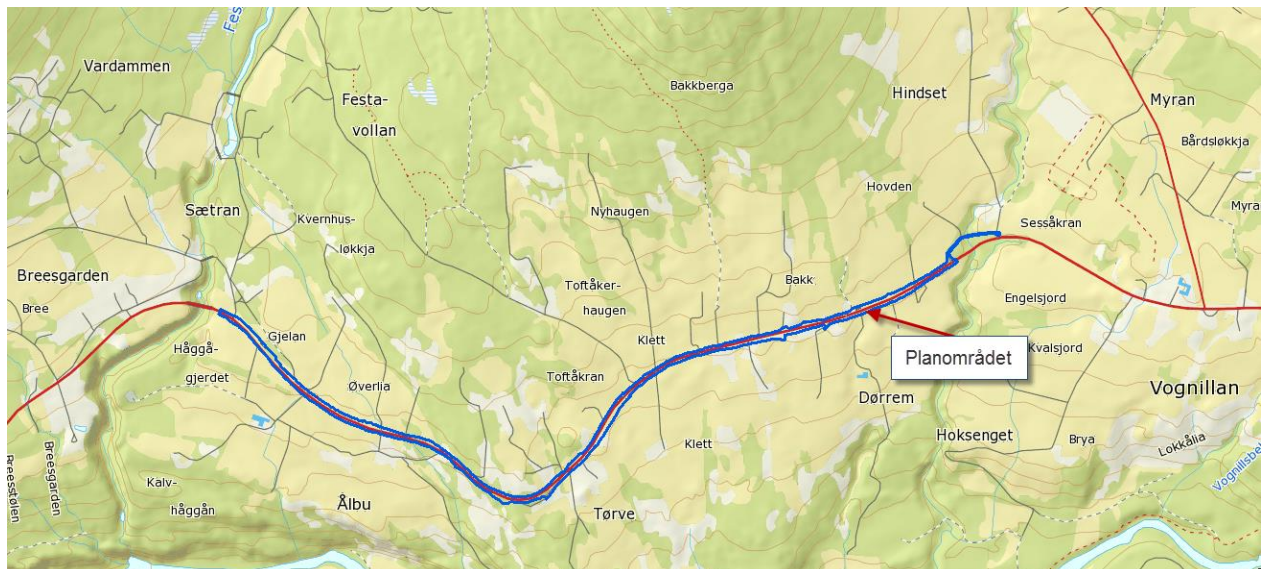 Fes
Vardammen
Bakkberga
Hindset
Myran
Festa-
vollan
Bårdsløkkja
Hovden
Sætran
Kvernhus-
Nyhaugen
Myra
Sessåkran
løkkja
Breesgarden
Toftåker-
haugen
Bakk
Bree
Engelsjord
Gjelan
Klett
Håggå-
gjerdet
Planområdet
Kvalsjord
Toftåkran
Øverlia
Dørrem
Vognillan
Klett
Hoksenget
Brya
Lokkålia
Breesstølen
Breesgarden
Kalv-
håggån
Ålbu
Tørve
Vognillsbe